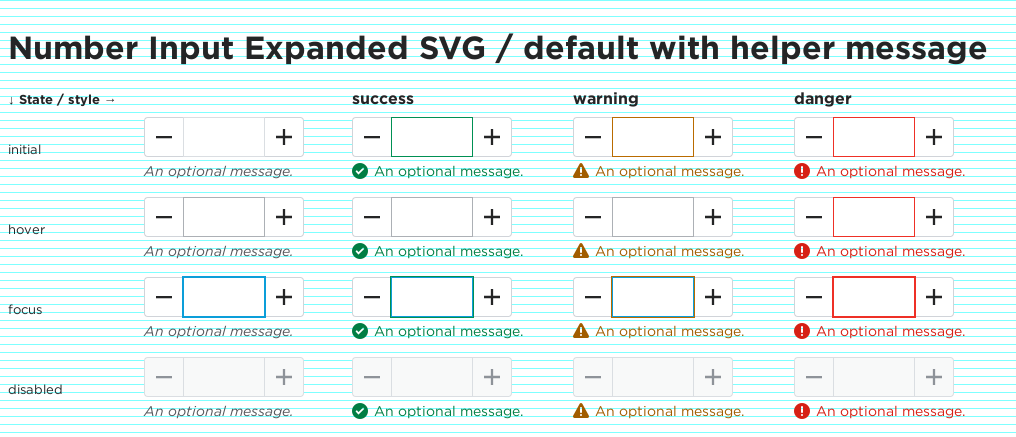 Number Input Expanded SVG / default with helper message
↓ State / style → success warning danger
initial
An optional message. An optional message. An optional message. An optional message.
hover
An optional message. An optional message. An optional message. An optional message.
focus
An optional message. An optional message. An optional message. An optional message.
disabled
An optional message. An optional message. An optional message. An optional message.